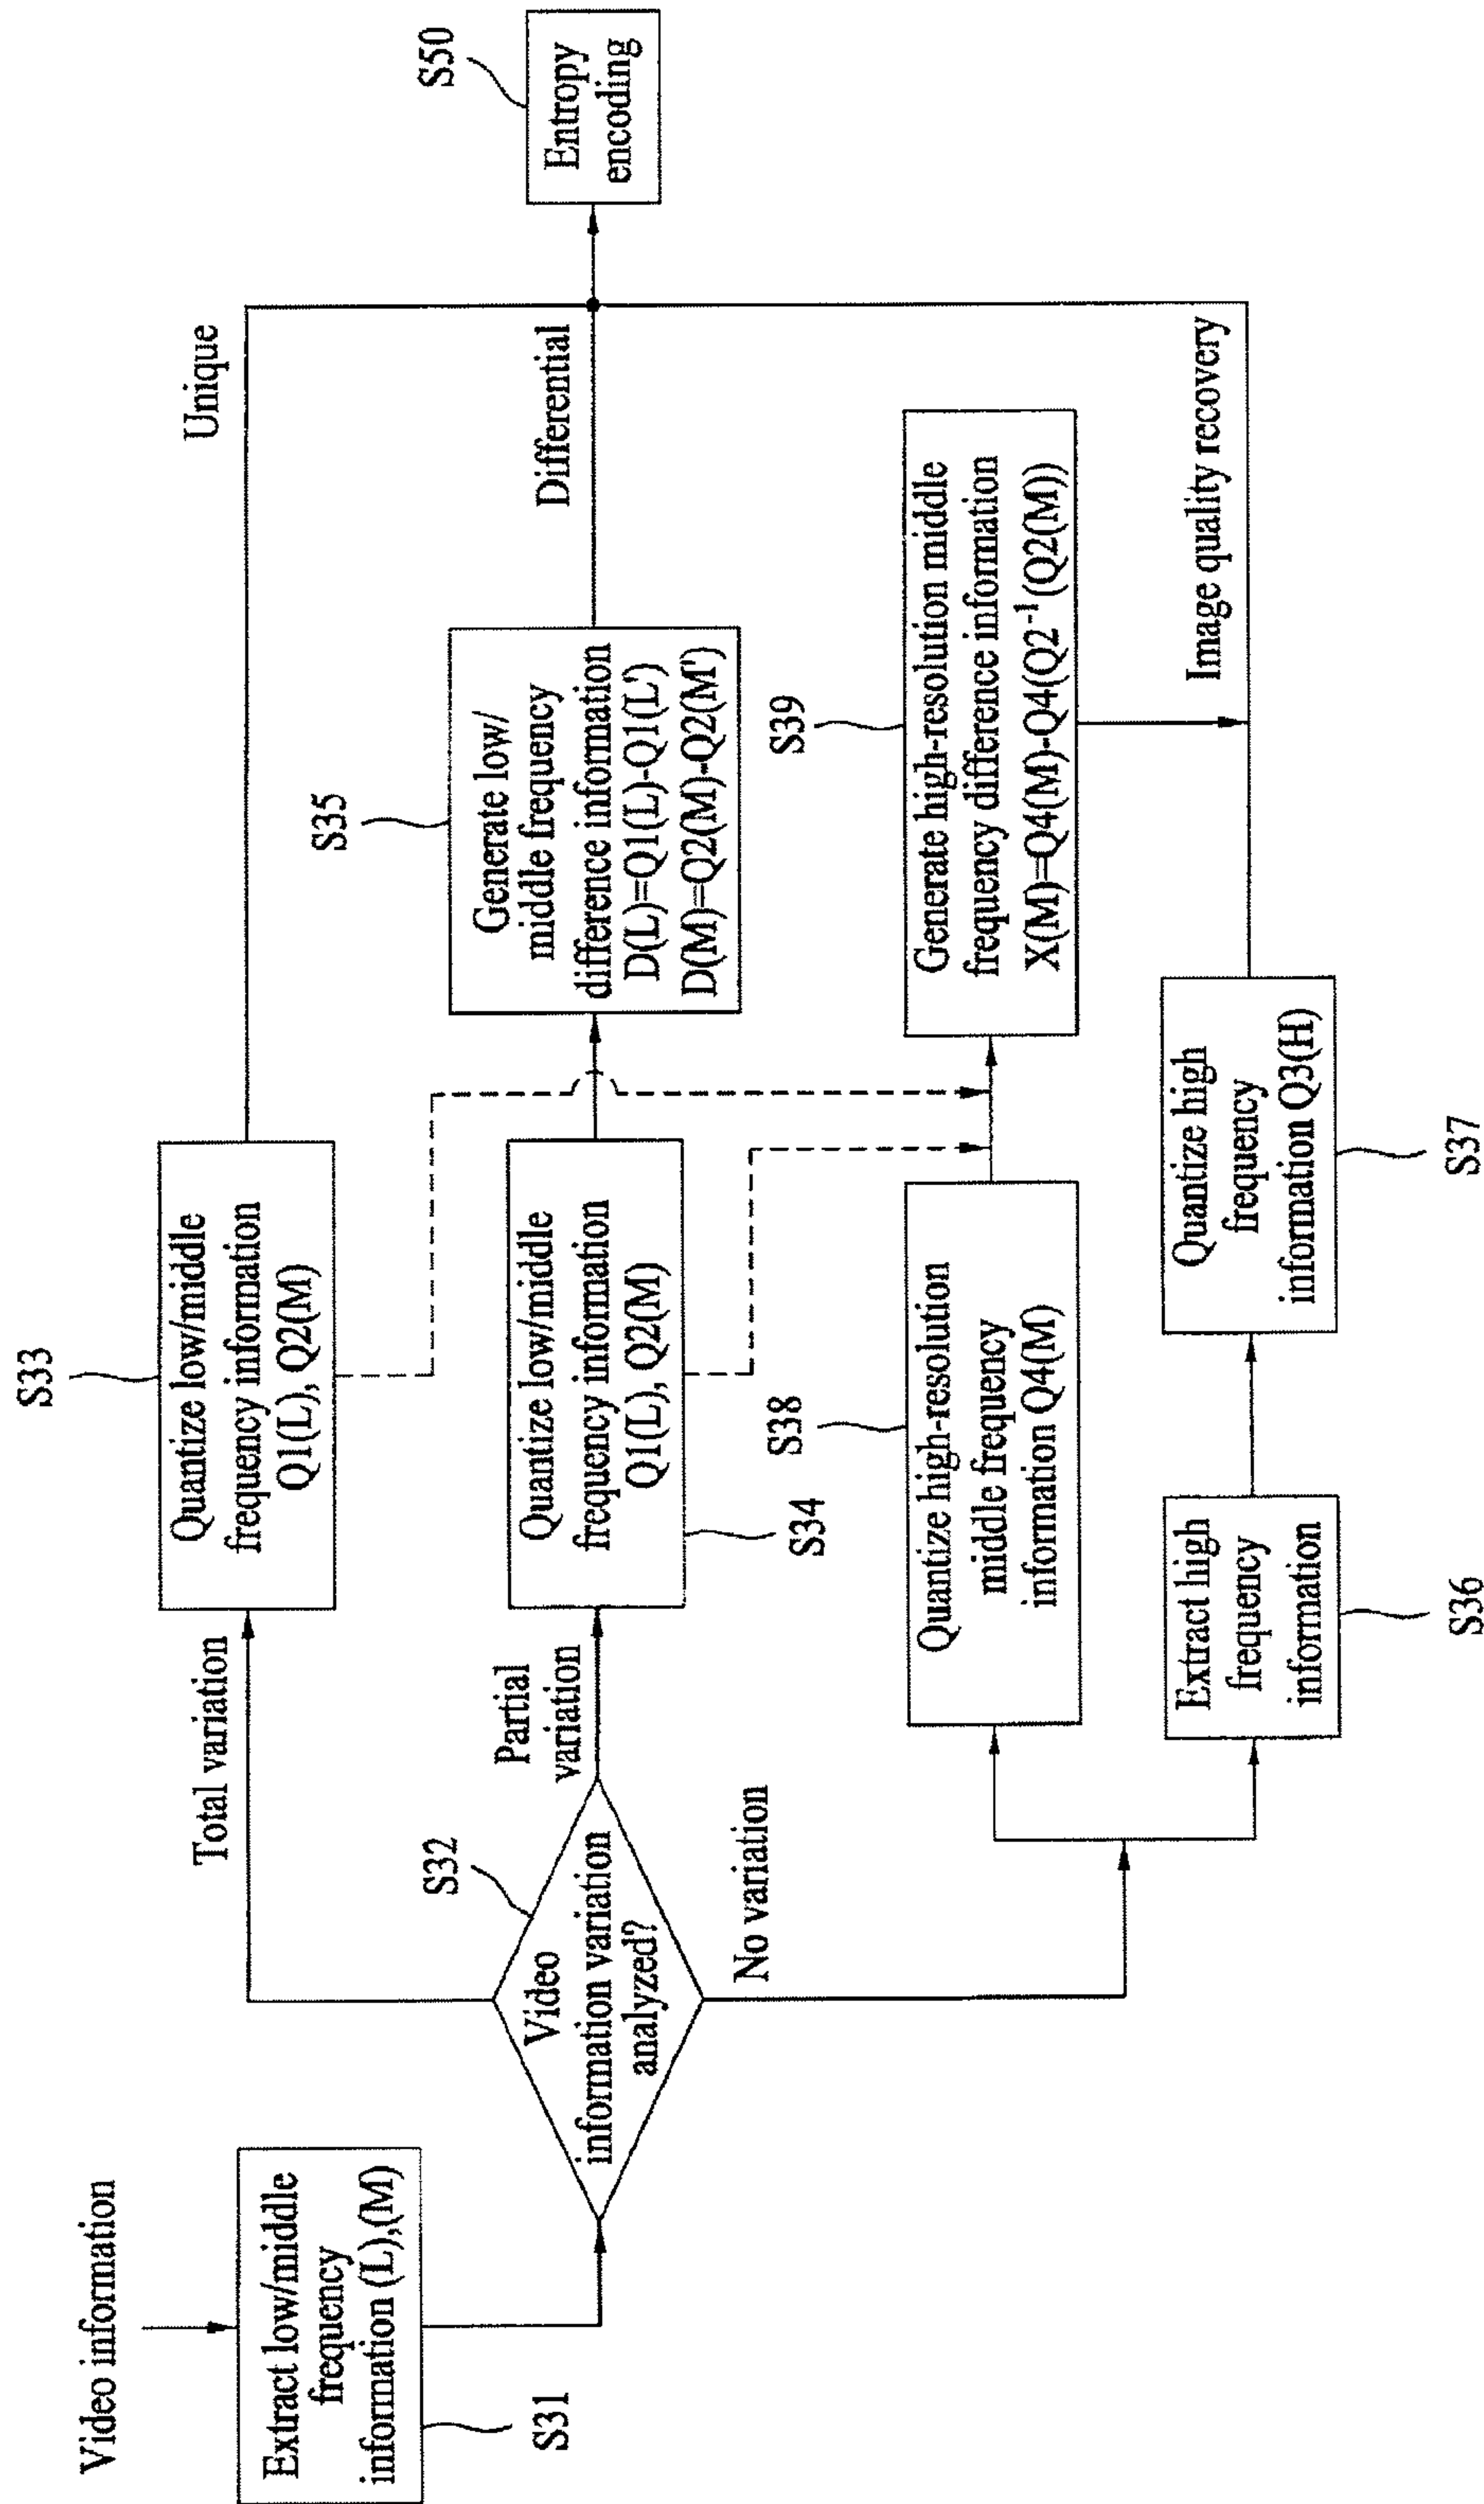 Video information
Extract low/middle
frequency
information (L),(M)
S31
Video
information variation
analyzed?
S32
Total variation
Partial
variation
No variation
S33
Quantize low/middle
frequency information
Q1(L), Q2(M)
Quantize low/middle
frequency information
Q1(L), Q2(M)
S34
S38
Quantize high-resolution
middle frequency
information Q4(M)
Extract high
frequency
information
S36
Quantize high
frequency
information Q3(H)
S37
S35
Generate low/
middle frequency
difference information
D(L)=Q1(L)-Q1(L')
D(M)=Q2(M)-Q2(M')
S39
Generate high-resolution middle
frequency difference information
X(M)=Q4(M)-Q4(Q2⁻¹(Q2(M))
Unique
Differential
Image quality recovery
S50
Entropy
encoding